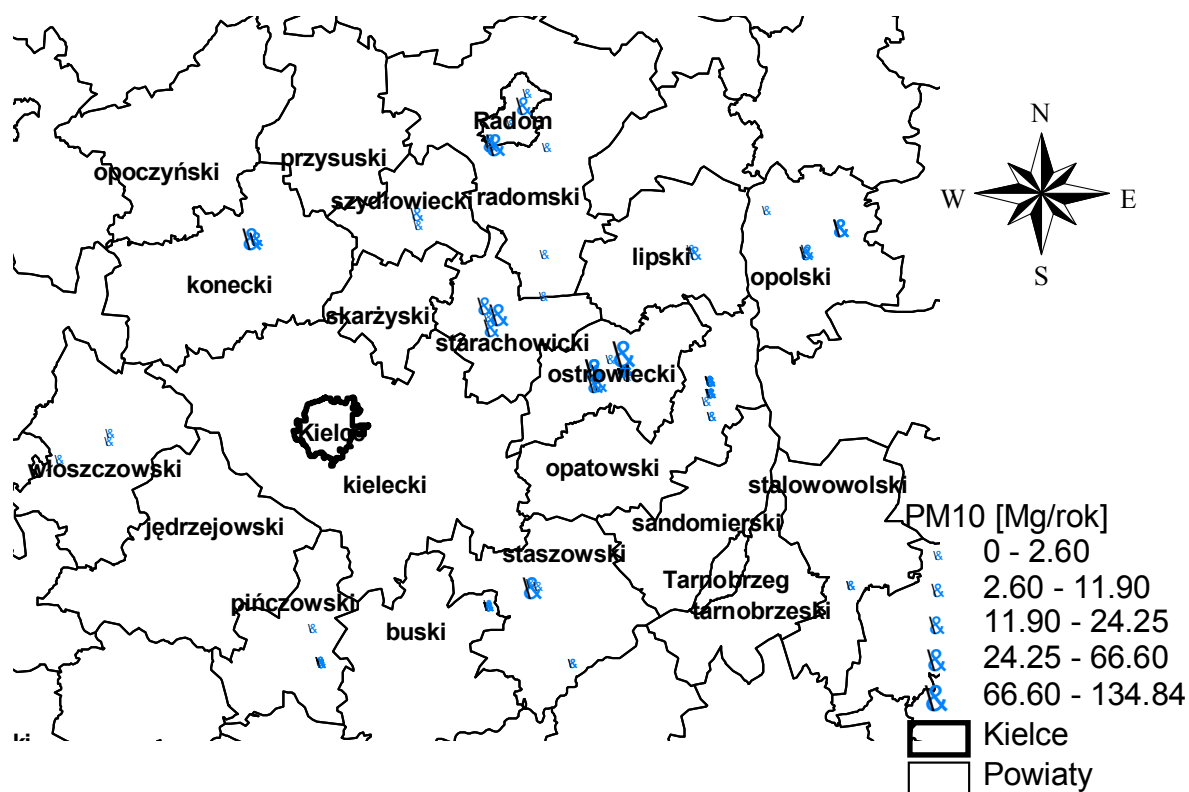 N
W E
S
Radom
opoczyński
przysuski
szydłowiecki
radomski
konecki
lipski
opolski
skarżyski
starachowicki
ostrowiecki
Kielce
włoszczowski
kielecki
opatowski
stalowowolski
jędrzejowski
sandomierski
staszowski
Tarnobrzeg
tarnobrzeski
pińczowski
buski
PM10 [Mg/rok]
0 - 2.60
2.60 - 11.90
11.90 - 24.25
24.25 - 66.60
66.60 - 134.84
Kielce
Powiaty